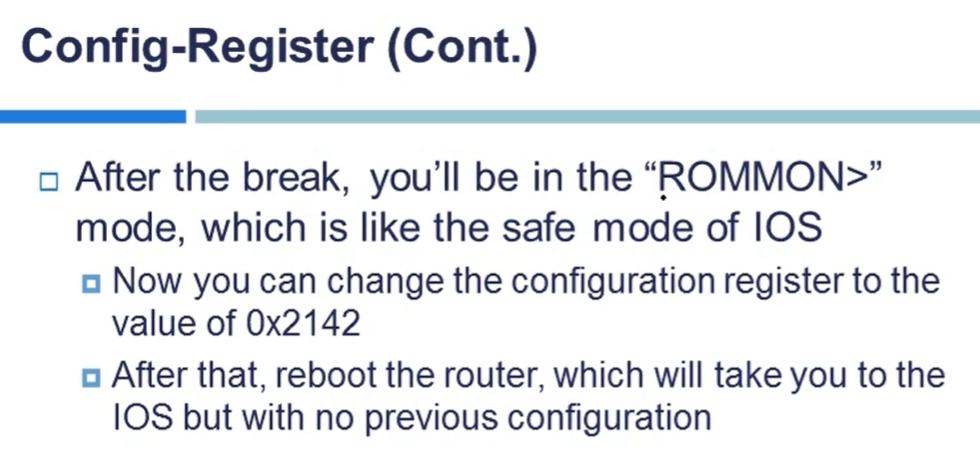 Config-Register (Cont.)
After the break, you’ll be in the “ROMMON>”
mode, which is like the safe mode of IOS
Now you can change the configuration register to the
value of 0x2142
After that, reboot the router, which will take you to the
IOS but with no previous configuration